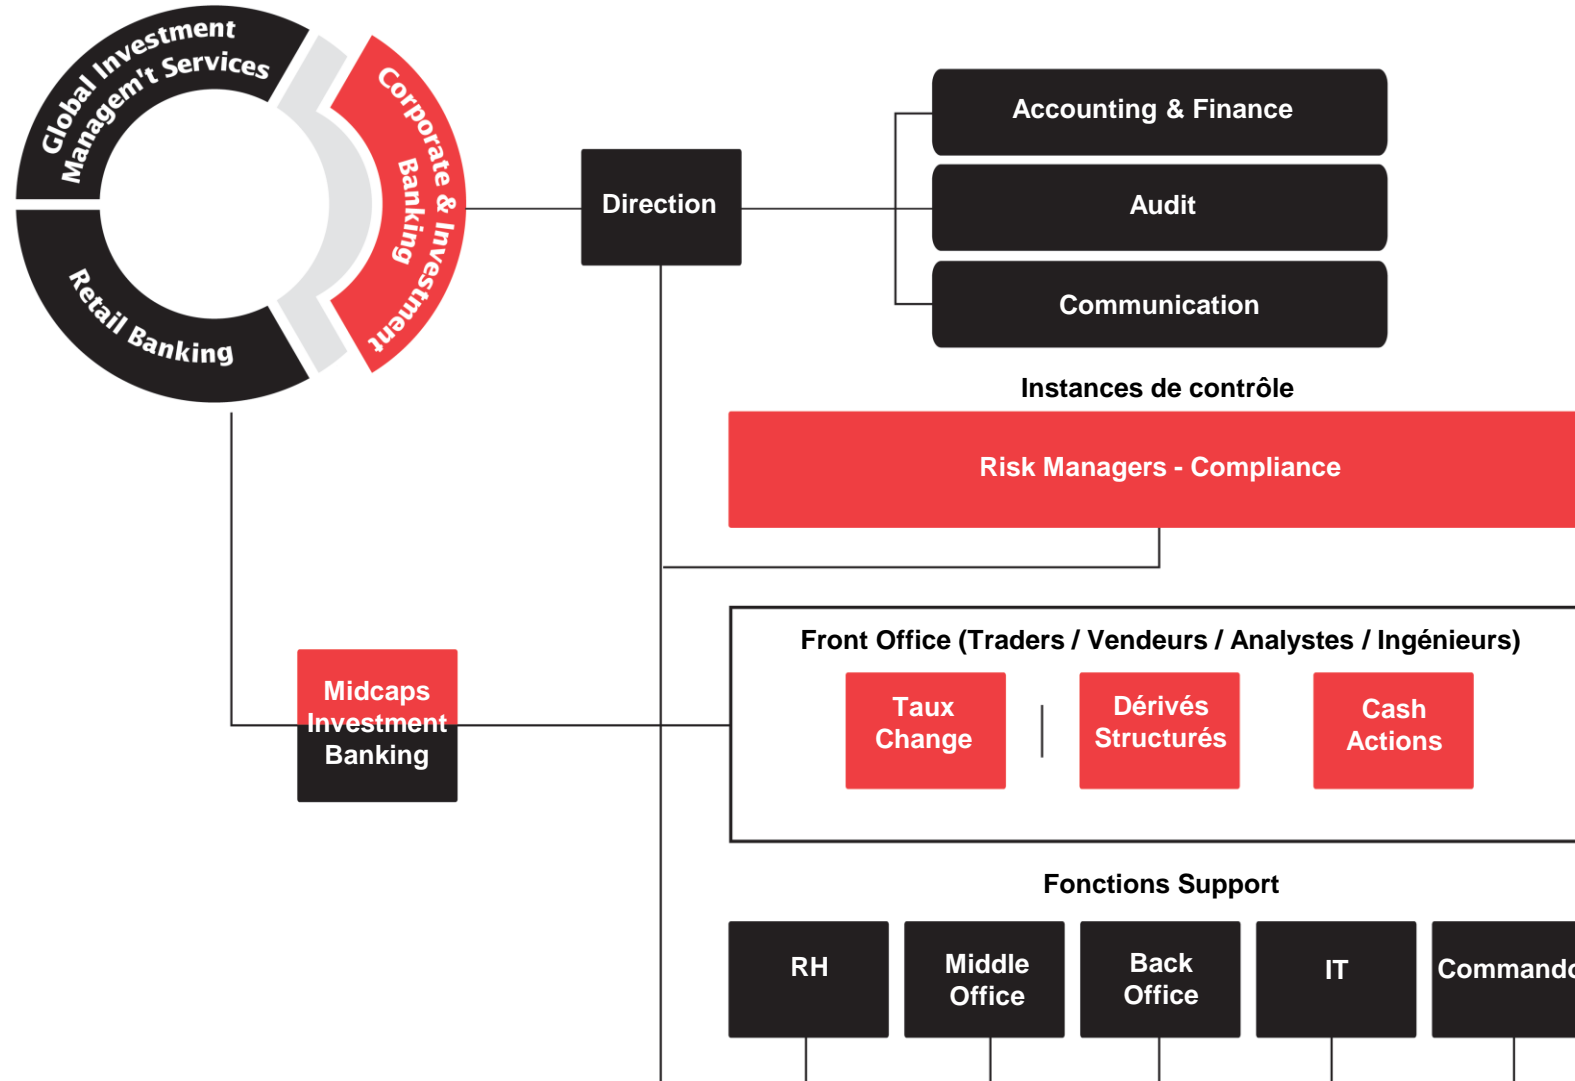 Global Investment
Managem't Services
Corporate & Investment
Banking
Retail Banking
Direction
Accounting & Finance
Audit
Communication
Instances de contrôle
Risk Managers - Compliance
Midcaps
Investment
Banking
Front Office (Traders / Vendeurs / Analystes / Ingénieurs)
Taux
Change
Dérivés
Structurés
Cash
Actions
Fonctions Support
RH
Middle
Office
Back
Office
IT
Commando